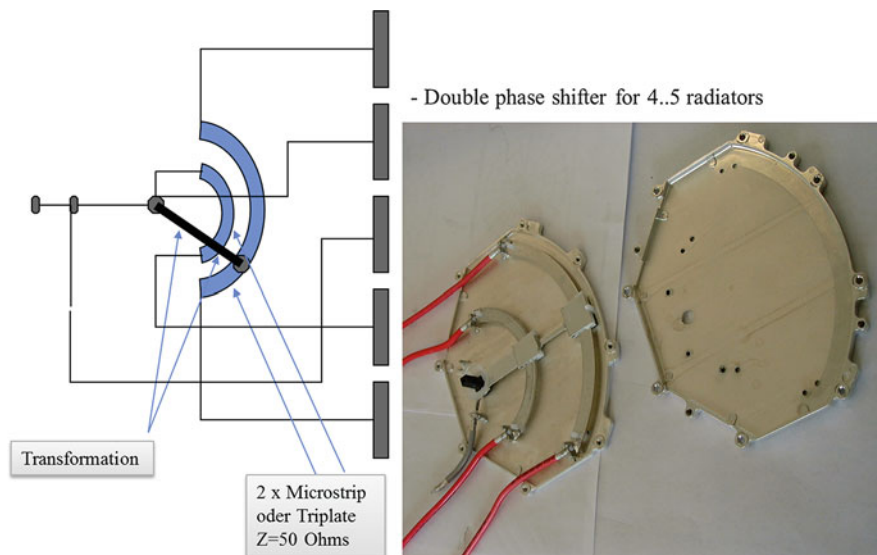 - Double phase shifter for 4..5 radiators
Transformation
2 x Microstrip
oder Triplate
Z=50 Ohms